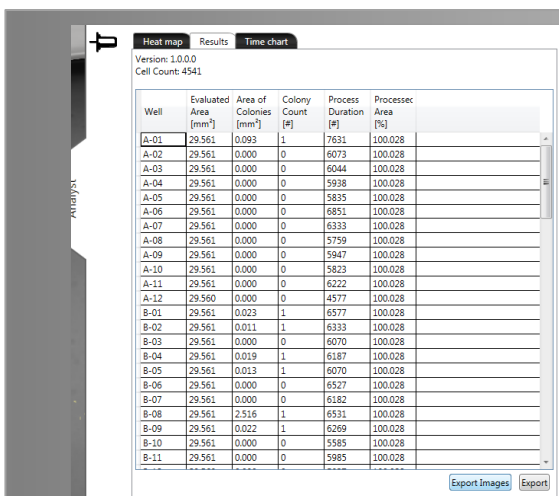 Heat map Results Time chart
Version: 1.0.0.0
Cell Count: 4541
Analyst
Well Evaluated Area [mm²] Area of Colonies [mm²] Colony Count [#] Process Duration [#] Processec Area [%]
A-01 29.561 0.093 1 7631 100.028
A-02 29.561 0.000 0 6073 100.028
A-03 29.561 0.000 0 6044 100.028
A-04 29.561 0.000 0 5938 100.028
A-05 29.561 0.000 0 5835 100.028
A-06 29.561 0.000 0 6851 100.028
A-07 29.561 0.000 0 6333 100.028
A-08 29.561 0.000 0 5759 100.028
A-09 29.561 0.000 0 5947 100.028
A-10 29.561 0.000 0 5823 100.028
A-11 29.561 0.000 0 6222 100.028
A-12 29.560 0.000 0 4577 100.028
B-01 29.561 0.023 1 6577 100.028
B-02 29.561 0.011 1 6333 100.028
B-03 29.561 0.000 0 6070 100.028
B-04 29.561 0.019 1 6187 100.028
B-05 29.561 0.013 1 6070 100.028
B-06 29.561 0.000 0 6527 100.028
B-07 29.561 0.000 0 6182 100.028
B-08 29.561 2.516 1 6531 100.028
B-09 29.561 0.022 1 6269 100.028
B-10 29.561 0.000 0 5585 100.028
B-11 29.561 0.000 0 5985 100.028
Export Images Export